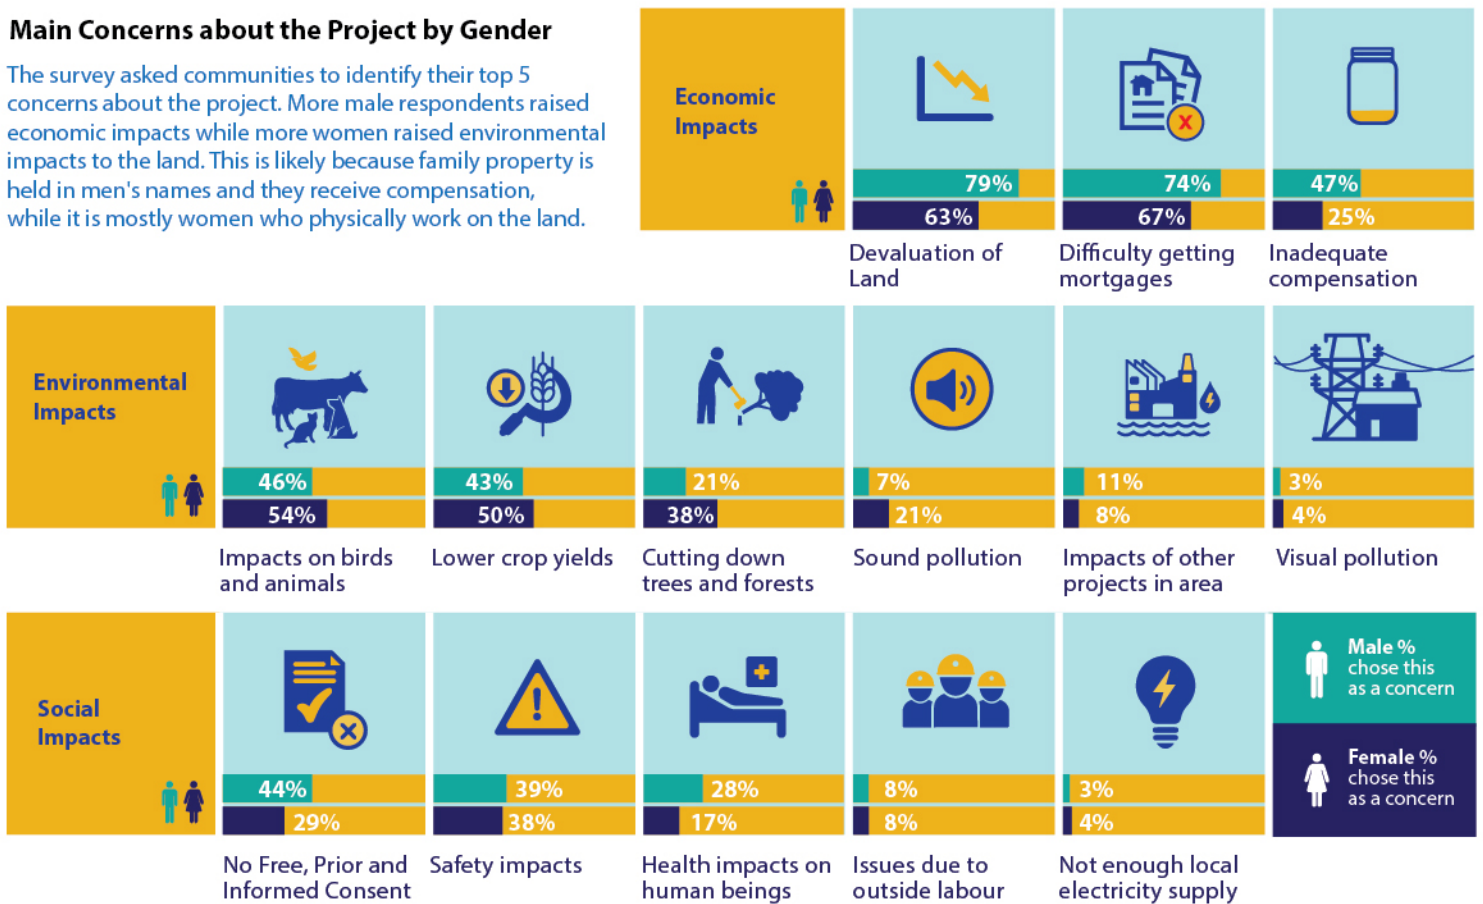 Main Concerns about the Project by Gender
The survey asked communities to identify their top 5
concerns about the project. More male respondents raised
economic impacts while more women raised environmental
impacts to the land. This is likely because family property is
held in men's names and they receive compensation,
while it is mostly women who physically work on the land.
Economic
Impacts
X
79%
63%
Devaluation of
Land
74%
67%
Difficulty getting
mortgages
47%
25%
Inadequate
compensation
Environmental
Impacts
46%
54%
Impacts on birds
and animals
43%
50%
Lower crop yields
21%
38%
Cutting down
trees and forests
7%
21%
Sound pollution
11%
8%
Impacts of other
projects in area
3%
4%
Visual pollution
Social
Impacts
44%
29%
No Free, Prior and
Informed Consent
39%
38%
Safety impacts
28%
17%
Health impacts on
human beings
8%
8%
Issues due to
outside labour
3%
4%
Not enough local
electricity supply
Male %
chose this
as a concern
Female %
chose this
as a concern